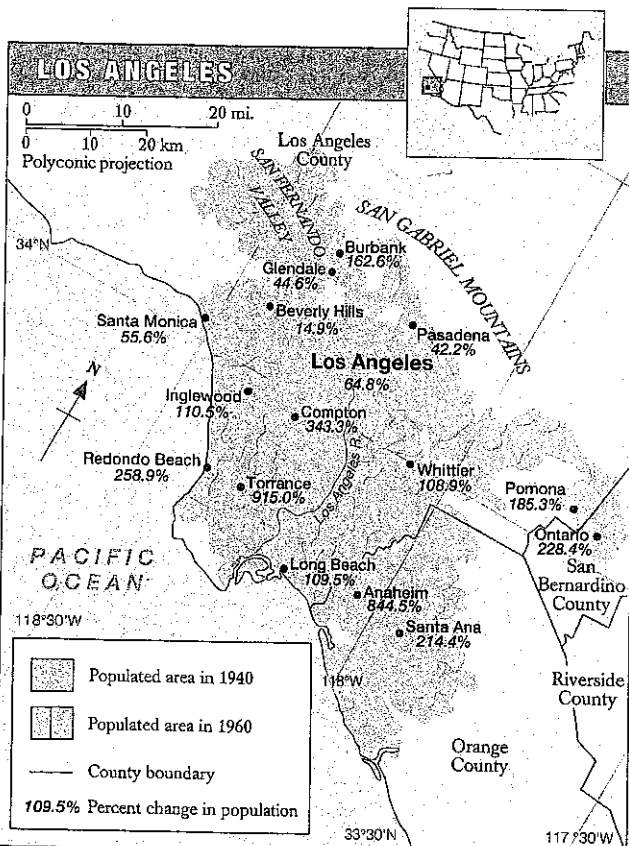 LOS ANGELES
0 10 20 mi.
0 10 20 km
Polyconic projection
Los Angeles
County
SAN FERNANDO
VALLEY
SAN GABRIEL MOUNTAINS
34°N
Burbank
162.6%
Glendale
44.6%
Beverly Hills
14.9%
Santa Monica
55.6%
Pasadena
42.2%
Los Angeles
64.8%
N
Inglewood
110.5%
Compton
343.3%
Redondo Beach
258.9%
Torrance
915.0%
Los Angeles R.
Whittier
108.9%
Pomona
185.3%
Ontario
228.4%
San
Bernardino
County
PACIFIC
OCEAN
Long Beach
109.5%
Anaheim
844.5%
Santa Ana
214.4%
118°30'W
118°W
Riverside
County
Orange
County
Populated area in 1940
Populated area in 1960
County boundary
109.5% Percent change in population
33°30'N
117°30'W